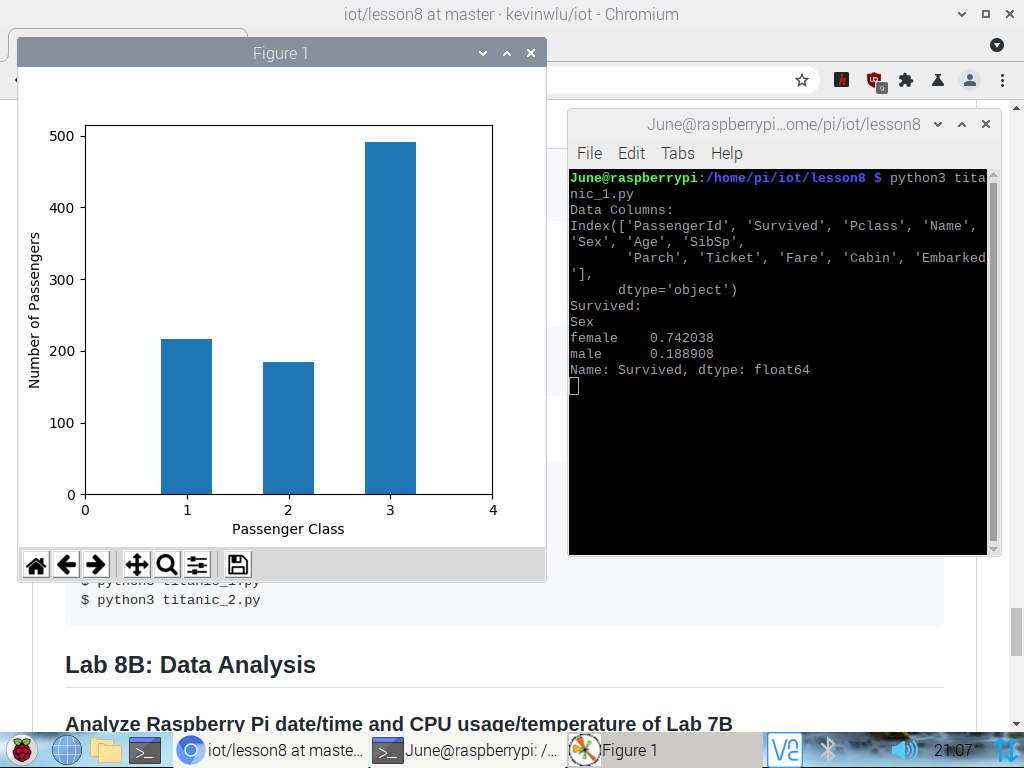 iot/lesson8 at master · kevinwlu/iot - Chromium
Figure 1
9
500
400
300
200
100
0
Number of Passengers
0 1 2 3 4
Passenger Class
June@raspberrypi...ome/pi/iot/lesson8
File Edit Tabs Help
June@raspberrypi:/home/pi/iot/lesson8 $ python3 tita
nic_1.py
Data Columns:
Index(['PassengerId', 'Survived', 'Pclass', 'Name',
'Sex', 'Age', 'SibSp',
'Parch', 'Ticket', 'Fare', 'Cabin', 'Embarked
'],
dtype='object')
Survived:
Sex
female 0.742038
male 0.188908
Name: Survived, dtype: float64
$ python3 titanic_1.py
$ python3 titanic_2.py
Lab 8B: Data Analysis
Analyze Raspberry Pi date/time and CPU usage/temperature of Lab 7B
iot/lesson8 at maste...
June@raspberrypi: /...
Figure 1
21:07